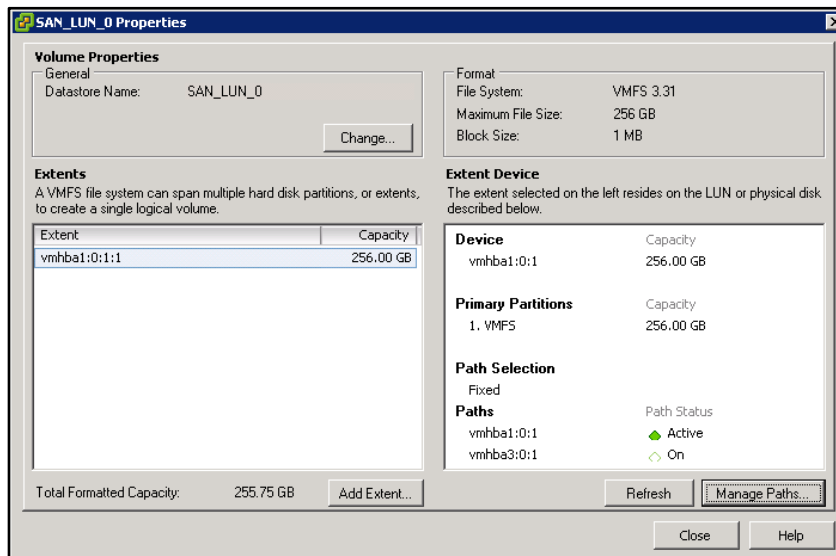 SAN_LUN_0 Properties
Volume Properties
General
Datastore Name: SAN_LUN_0
Change...
Format
File System: VMFS 3.31
Maximum File Size: 256 GB
Block Size: 1 MB
Extents
A VMFS file system can span multiple hard disk partitions, or extents,
to create a single logical volume.
Extent Capacity
vmhba1:0:1:1 256.00 GB
Total Formatted Capacity: 255.75 GB
Add Extent...
Extent Device
The extent selected on the left resides on the LUN or physical disk
described below.
Device Capacity
vmhba1:0:1 256.00 GB
Primary Partitions Capacity
1. VMFS 256.00 GB
Path Selection
Fixed
Paths Path Status
vmhba1:0:1 Active
vmhba3:0:1 On
Refresh
Manage Paths...
Close
Help